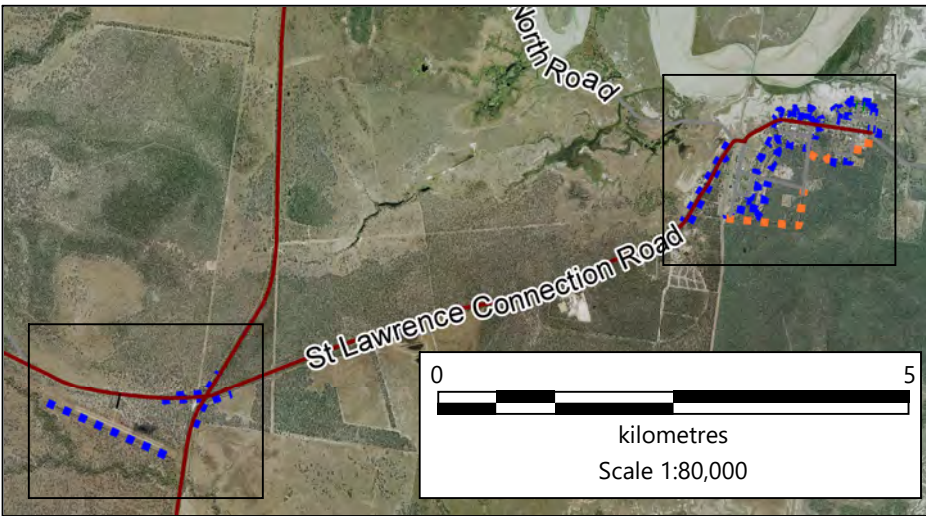 North Road
St Lawrence Connection Road
0 5
kilometres
Scale 1:80,000